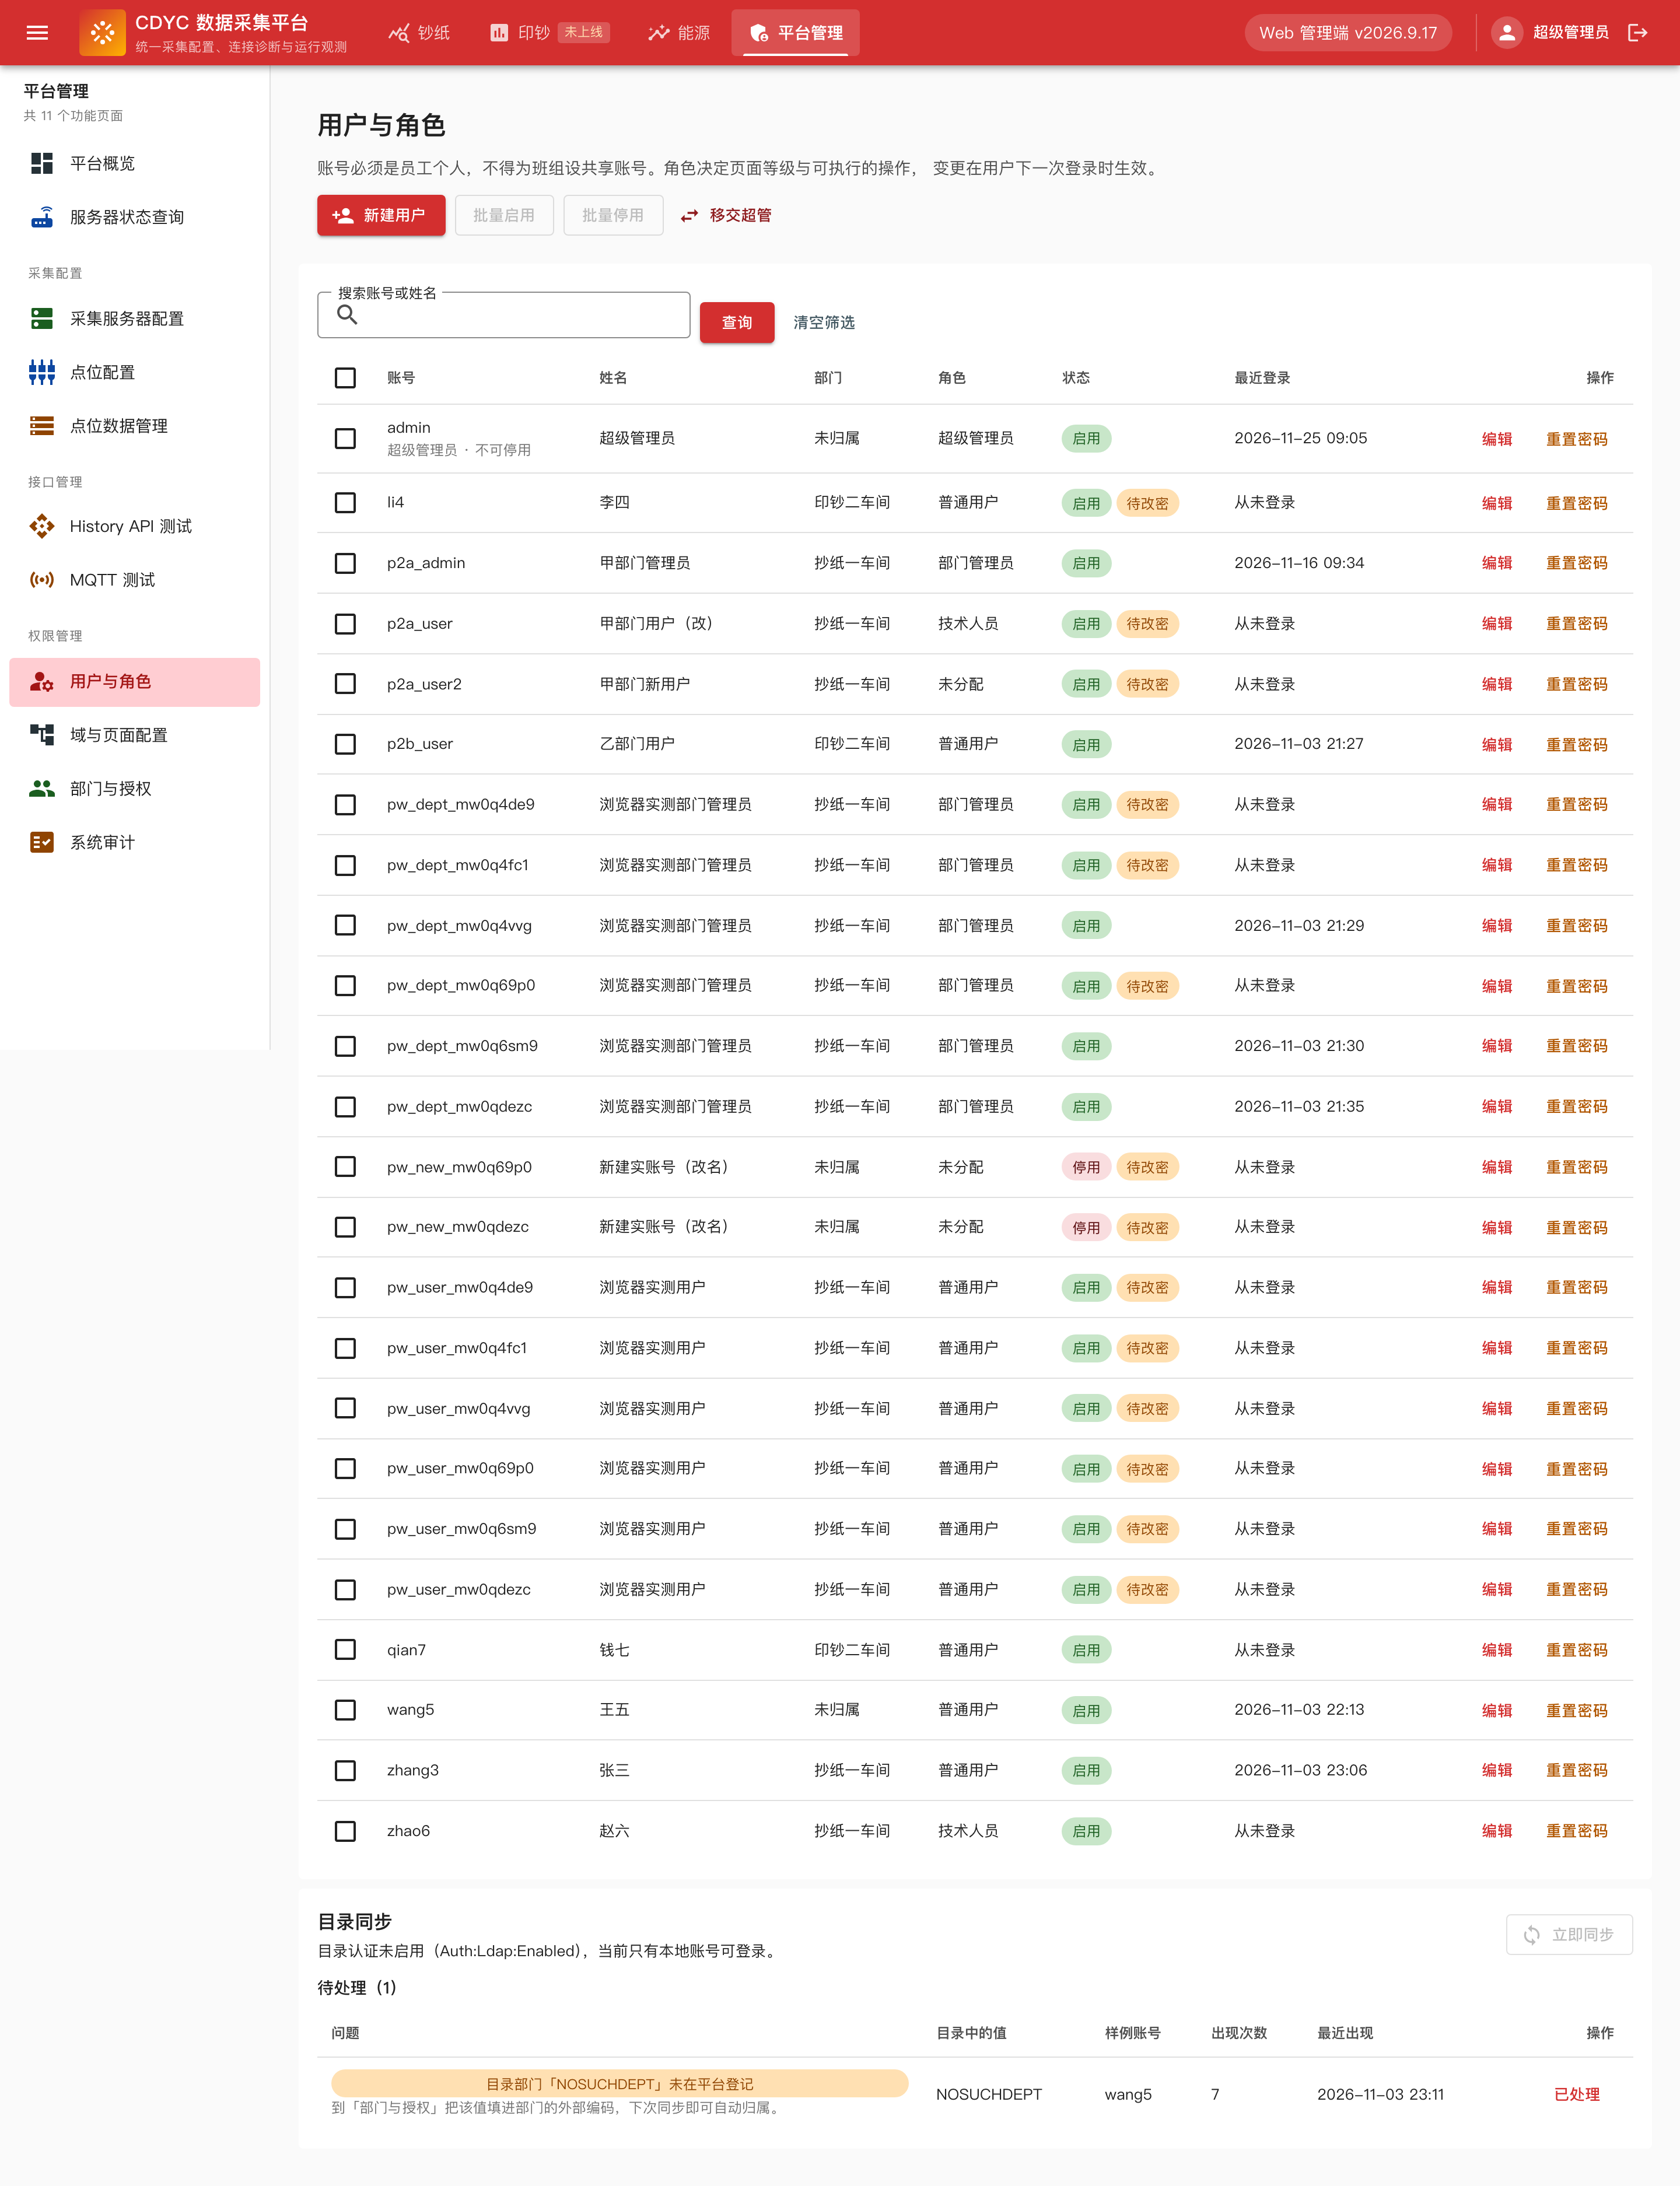 CDYC 数据采集平台
统一采集配置、连接诊断与运行观测
钞纸
印钞 未上线
能源
平台管理
Web 管理端 v2026.9.17
超级管理员
平台管理
共 11 个功能页面
平台概览
服务器状态查询
采集配置
采集服务器配置
点位配置
点位数据管理
接口管理
History API 测试
MQTT 测试
权限管理
用户与角色
域与页面配置
部门与授权
系统审计
用户与角色
账号必须是员工个人，不得为班组设共享账号。角色决定页面等级与可执行的操作， 变更在用户下一次登录时生效。
新建用户 批量启用 批量停用 移交超管
搜索账号或姓名
查询 清空筛选
账号 姓名 部门 角色 状态 最近登录 操作
admin
超级管理员 · 不可停用
超级管理员 未归属 超级管理员 启用 2026-11-25 09:05 编辑 重置密码
li4 李四 印钞二车间 普通用户 启用 待改密 从未登录 编辑 重置密码
p2a_admin 甲部门管理员 抄纸一车间 部门管理员 启用 2026-11-16 09:34 编辑 重置密码
p2a_user 甲部门用户（改） 抄纸一车间 技术人员 启用 待改密 从未登录 编辑 重置密码
p2a_user2 甲部门新用户 抄纸一车间 未分配 启用 待改密 从未登录 编辑 重置密码
p2b_user 乙部门用户 印钞二车间 普通用户 启用 2026-11-03 21:27 编辑 重置密码
pw_dept_mw0q4de9 浏览器实测部门管理员 抄纸一车间 部门管理员 启用 待改密 从未登录 编辑 重置密码
pw_dept_mw0q4fc1 浏览器实测部门管理员 抄纸一车间 部门管理员 启用 待改密 从未登录 编辑 重置密码
pw_dept_mw0q4vvg 浏览器实测部门管理员 抄纸一车间 部门管理员 启用 2026-11-03 21:29 编辑 重置密码
pw_dept_mw0q69p0 浏览器实测部门管理员 抄纸一车间 部门管理员 启用 待改密 从未登录 编辑 重置密码
pw_dept_mw0q6sm9 浏览器实测部门管理员 抄纸一车间 部门管理员 启用 2026-11-03 21:30 编辑 重置密码
pw_dept_mw0qdezc 浏览器实测部门管理员 抄纸一车间 部门管理员 启用 2026-11-03 21:35 编辑 重置密码
pw_new_mw0q69p0 新建实账号（改名） 未归属 未分配 停用 待改密 从未登录 编辑 重置密码
pw_new_mw0qdezc 新建实账号（改名） 未归属 未分配 停用 待改密 从未登录 编辑 重置密码
pw_user_mw0q4de9 浏览器实测用户 抄纸一车间 普通用户 启用 待改密 从未登录 编辑 重置密码
pw_user_mw0q4fc1 浏览器实测用户 抄纸一车间 普通用户 启用 待改密 从未登录 编辑 重置密码
pw_user_mw0q4vvg 浏览器实测用户 抄纸一车间 普通用户 启用 待改密 从未登录 编辑 重置密码
pw_user_mw0q69p0 浏览器实测用户 抄纸一车间 普通用户 启用 待改密 从未登录 编辑 重置密码
pw_user_mw0q6sm9 浏览器实测用户 抄纸一车间 普通用户 启用 待改密 从未登录 编辑 重置密码
pw_user_mw0qdezc 浏览器实测用户 抄纸一车间 普通用户 启用 待改密 从未登录 编辑 重置密码
qian7 钱七 印钞二车间 普通用户 启用 从未登录 编辑 重置密码
wang5 王五 未归属 普通用户 启用 2026-11-03 22:13 编辑 重置密码
zhang3 张三 抄纸一车间 普通用户 启用 2026-11-03 23:06 编辑 重置密码
zhao6 赵六 抄纸一车间 技术人员 启用 从未登录 编辑 重置密码
目录同步
目录认证未启用（Auth:Ldap:Enabled），当前只有本地账号可登录。
立即同步
待处理（1）
问题 目录中的值 样例账号 出现次数 最近出现 操作
目录部门「NOSUCHDEPT」未在平台登记
到「部门与授权」把该值填进部门的外部编码，下次同步即可自动归属。
NOSUCHDEPT wang5 7 2026-11-03 23:11 已处理